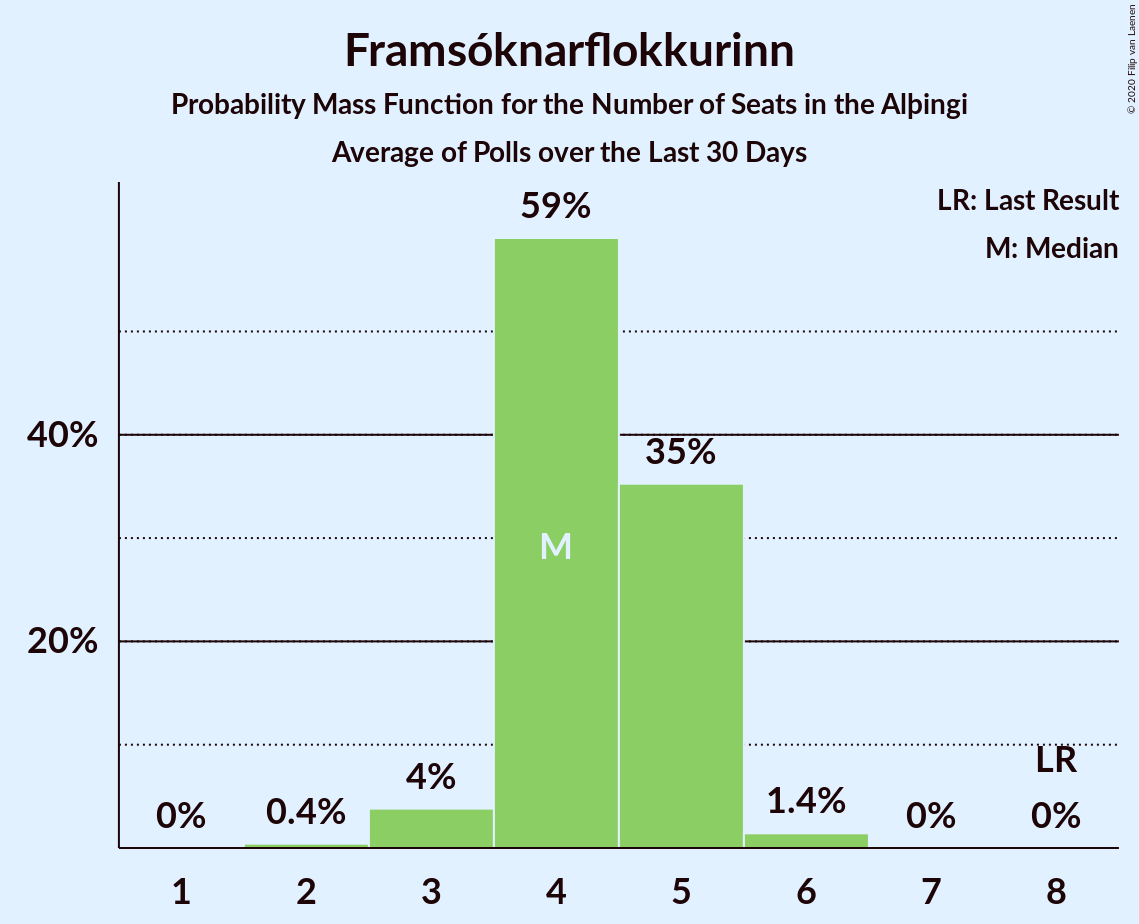 Framsóknarflokkurinn
Probability Mass Function for the Number of Seats in the Alþingi
Average of Polls over the Last 30 Days
© 2020 Filip van Laenen
LR: Last Result
M: Median
59%
40%
35%
M
20%
LR
0%
0.4%
4%
1.4%
0%
0%
1 2 3 4 5 6 7 8